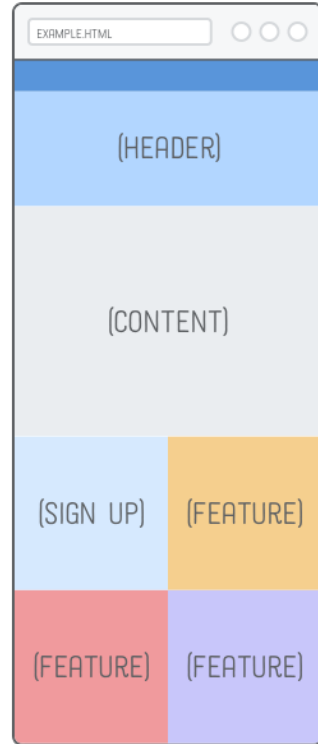 EXAMPLE.HTML
(HEADER)
(CONTENT)
(SIGN UP) (FEATURE)
(FEATURE) (FEATURE)